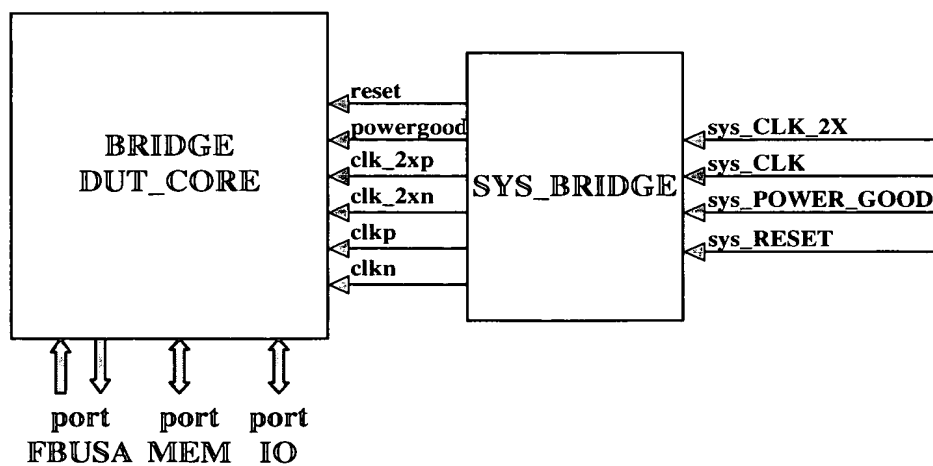 BRIDGE
DUT_CORE
reset
powergood
clk_2xp
clk_2xn
clkp
clkn
SYS_BRIDGE
sys_CLK_2X
sys_CLK
sys_POWER_GOOD
sys_RESET
port FBUSA
port MEM
port IO